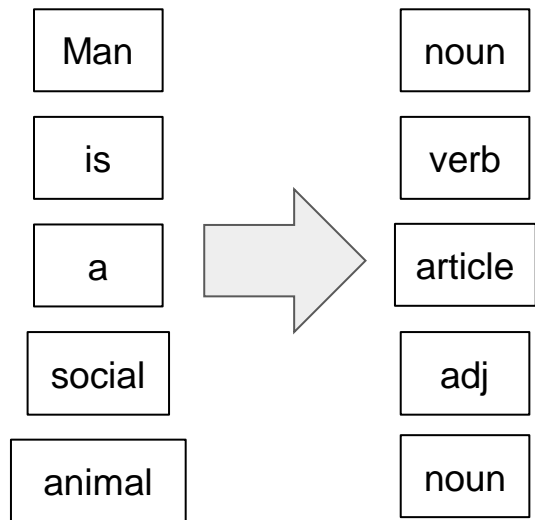 Man
is
a
social
animal
noun
verb
article
adj
noun